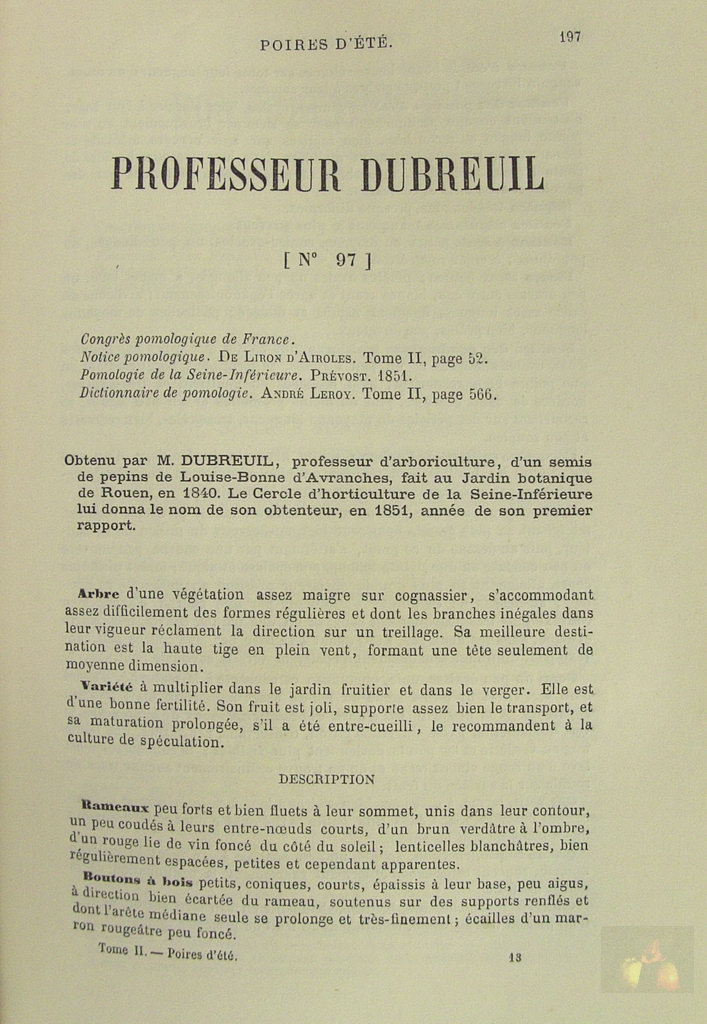 POIRES D'ÉTÉ. 197
PROFESSEUR DUBREUIL
[ N° 97 ]
Congrès pomologique de France.
Notice pomologique. DE LIRON D'AIROLES. Tome II, page 52.
Pomologie de la Seine-Inférieure. PRÉVOST. 1851.
Dictionnaire de pomologie. ANDRÉ LEROY. Tome II, page 566.
Obtenu par M. DUBREUIL, professeur d'arboriculture, d'un semis
de pepins de Louise-Bonne d'Avranches, fait au Jardin botanique
de Rouen, en 1840. Le Cercle d'horticulture de la Seine-Inférieure
lui donna le nom de son obtenteur, en 1851, année de son premier
rapport.
Arbre d'une végétation assez maigre sur cognassier, s'accommodant
assez difficilement des formes régulières et dont les branches inégales dans
leur vigueur réclament la direction sur un treillage. Sa meilleure desti-
nation est la haute tige en plein vent, formant une tête seulement de
moyenne dimension.
Variété à multiplier dans le jardin fruitier et dans le verger. Elle est
d'une bonne fertilité. Son fruit est joli, supporte assez bien le transport, et
sa maturation prolongée, s'il a été entre-cueilli, le recommandent à la
culture de spéculation.
DESCRIPTION
Rameaux peu forts et bien fluets à leur sommet, unis dans leur contour,
un peu coudés à leurs entre-nœuds courts, d'un brun verdâtre à l'ombre,
d'un rouge lie de vin foncé du côté du soleil ; lenticelles blanchâtres, bien
régulièrement espacées, petites et cependant apparentes.
Boutons à bois petits, coniques, courts, épaissis à leur base, peu aigus,
à direction bien écartée du rameau, soutenus sur des supports renflés et
dont l'arête médiane seule se prolonge et très-finement ; écailles d'un mar-
ron rougeâtre peu foncé.
Tome II. — Poires d'été. 13